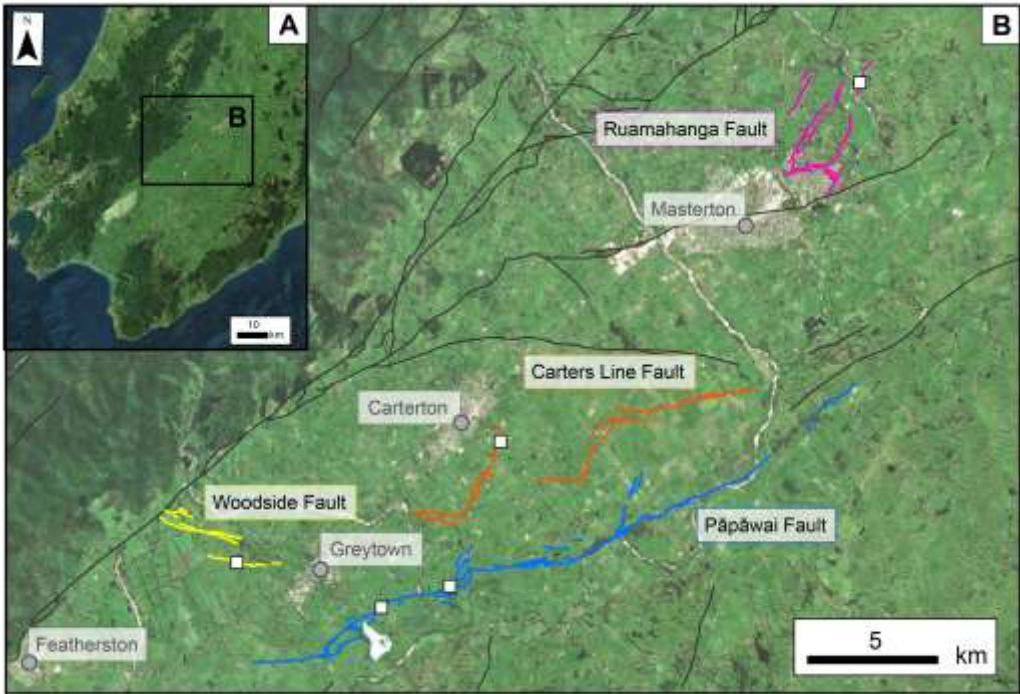 N
A
B
10
km
B
Ruamahanga Fault
Masterton
Carters Line Fault
Carterton
Woodside Fault
Greytown
Pāpāwai Fault
Featherston
5
km